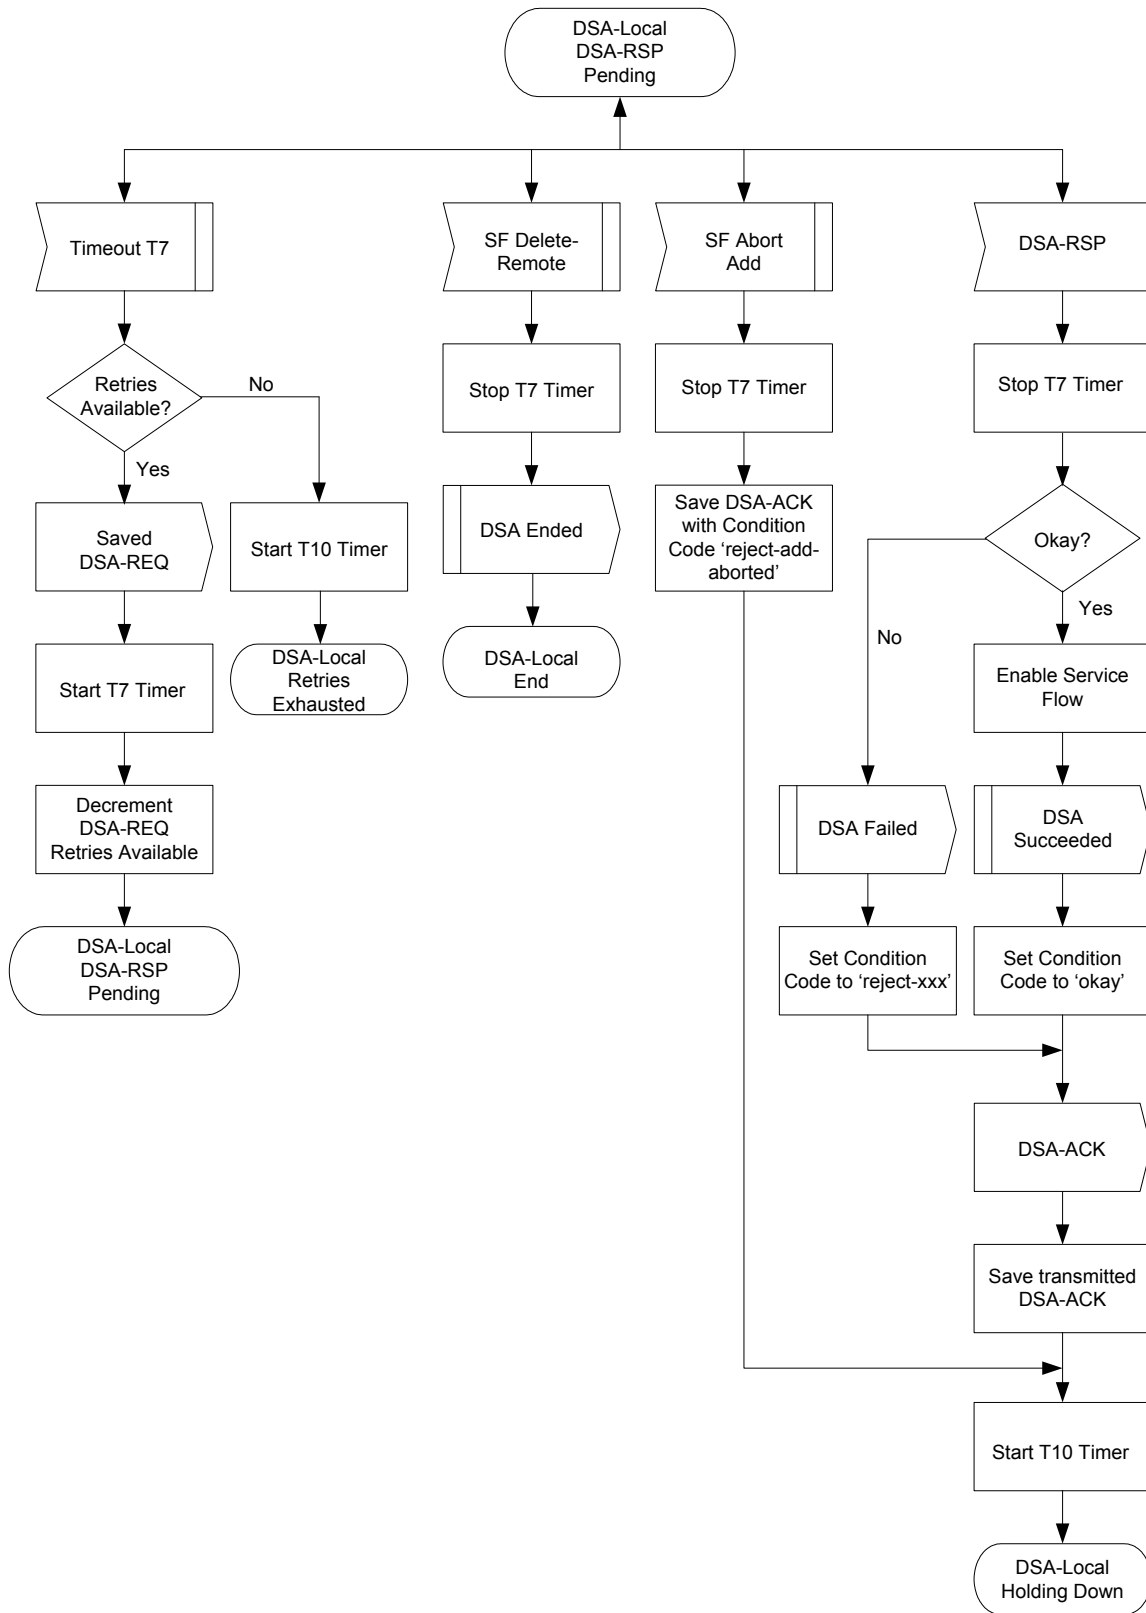 DSA-Local
DSA-RSP
Pending
Timeout T7
SF Delete-
Remote
SF Abort
Add
DSA-RSP
Retries
Available?
No
Yes
Stop T7 Timer
Stop T7 Timer
Stop T7 Timer
Saved
DSA-REQ
Start T10 Timer
DSA Ended
Save DSA-ACK
with Condition
Code ‘reject-add-
aborted’
Okay?
No
Yes
Start T7 Timer
DSA-Local
Retries
Exhausted
DSA-Local
End
Enable Service
Flow
Decrement
DSA-REQ
Retries Available
DSA Failed
DSA
Succeeded
DSA-Local
DSA-RSP
Pending
Set Condition
Code to ‘reject-xxx’
Set Condition
Code to ‘okay’
DSA-ACK
Save transmitted
DSA-ACK
Start T10 Timer
DSA-Local
Holding Down